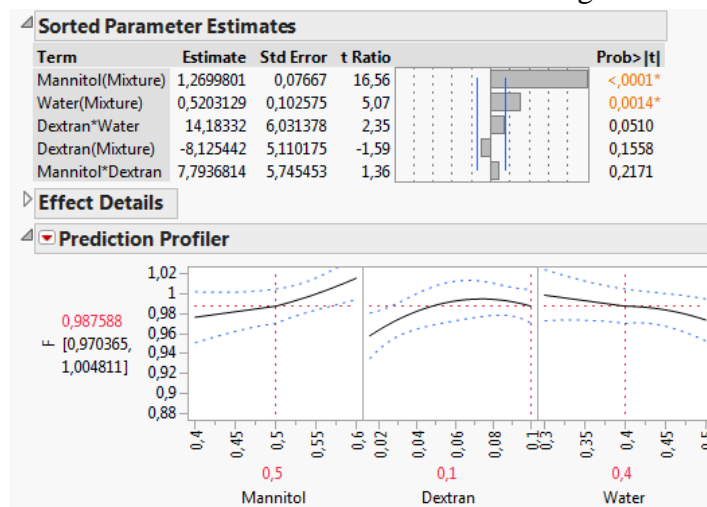 Sorted Parameter Estimates
Term Estimate Std Error t Ratio Prob>|t|
Mannitol(Mixture) 1,2699801 0,07667 16,56 <,0001*
Water(Mixture) 0,5203129 0,102575 5,07 0,0014*
Dextran*Water 14,18332 6,031378 2,35 0,0510
Dextran(Mixture) -8,125442 5,110175 -1,59 0,1558
Mannitol*Dextran 7,7936814 5,745453 1,36 0,2171
Effect Details
Prediction Profiler
1,02
1
0,98
0,96
0,94
0,92
0,9
0,88
0,987588
F [0,970365,
1,004811]
0,4 0,45 0,5 0,55 0,6 0,02 0,04 0,06 0,08 0,1 0,3 0,35 0,4 0,45
0,5 0,1 0,4
Mannitol Dextran Water